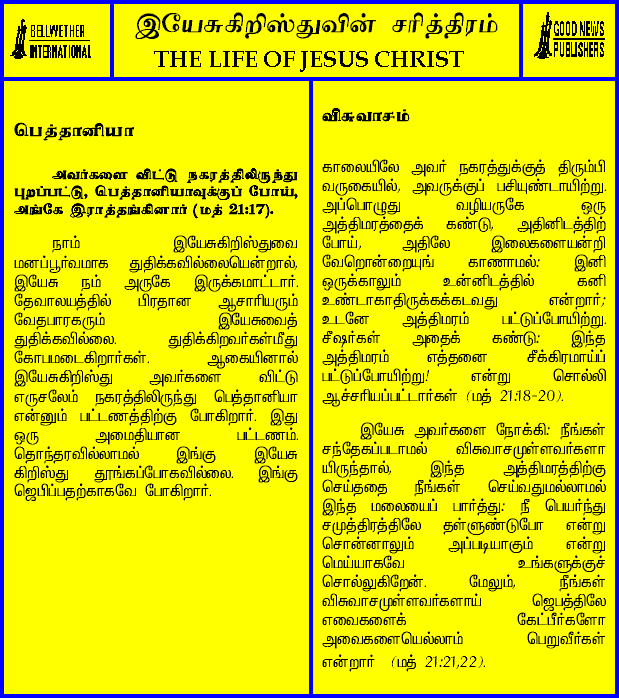 BELLWETHER
INTERNATIONAL
இயேசுகிறிஸ்துவின் சரித்திரம்
THE LIFE OF JESUS CHRIST
GOOD NEWS
PUBLISHERS
பெத்தானியா
அவர்களை விட்டு நகரத்திலிருந்து
புறப்பட்டு, பெத்தானியாவுக்குப் போய்,
அங்கே இராத்தங்கினார் (மத் 21:17).
நாம் இயேசுகிறிஸ்துவை
மனப்பூர்வமாக துதிக்கவில்லையென்றால்,
இயேசு நம் அருகே இருக்கமாட்டார்.
தேவாலயத்தில் பிரதான ஆசாரியரும்
வேதபாரகரும் இயேசுவைத்
துதிக்கவில்லை. துதிக்கிறவர்கள்மீது
கோபமடைகிறார்கள். ஆகையினால்
இயேசுகிறிஸ்து அவர்களை விட்டு
எருசலேம் நகரத்திலிருந்து பெத்தானியா
என்னும் பட்டணத்திற்கு போகிறார். இது
ஒரு அமைதியான பட்டணம்.
தொந்தரவில்லாமல் இங்கு இயேசு
கிறிஸ்து தூங்கப்போகவில்லை. இங்கு
ஜெபிப்பதற்காகவே போகிறார்.
விசுவாசம்
காலையிலே அவர் நகரத்துக்குத் திரும்பி
வருகையில், அவருக்குப் பசியுண்டாயிற்று.
அப்பொழுது வழியருகே ஒரு
அத்திமரத்தைக் கண்டு, அதினிடத்திற்
போய், அதிலே இலைகளையன்றி
வேறொன்றையுங் காணாமல்: இனி
ஒருக்காலும் உன்னிடத்தில் கனி
உண்டாகாதிருக்கக்கடவது என்றார்;
உடனே அத்திமரம் பட்டுப்போயிற்று.
சீஷர்கள் அதைக் கண்டு: இந்த
அத்திமரம் எத்தனை சீக்கிரமாய்ப்
பட்டுப்போயிற்று! என்று சொல்லி
ஆச்சரியப்பட்டார்கள் (மத் 21:18-20).
இயேசு அவர்களை நோக்கி: நீங்கள்
சந்தேகப்படாமல் விசுவாசமுள்ளவர்களா
யிருந்தால், இந்த அத்திமரத்திற்கு
செய்ததை நீங்கள் செய்வதுமல்லாமல்
இந்த மலையைப் பார்த்து: நீ பெயர்ந்து
சமுத்திரத்திலே தள்ளுண்டுபோ என்று
சொன்னாலும் அப்படியாகும் என்று
மெய்யாகவே உங்களுக்குச்
சொல்லுகிறேன். மேலும், நீங்கள்
விசுவாசமுள்ளவர்களாய் ஜெபத்திலே
எவைகளைக் கேட்பீர்களோ
அவைகளையெல்லாம் பெறுவீர்கள்
என்றார் (மத் 21:21,22).